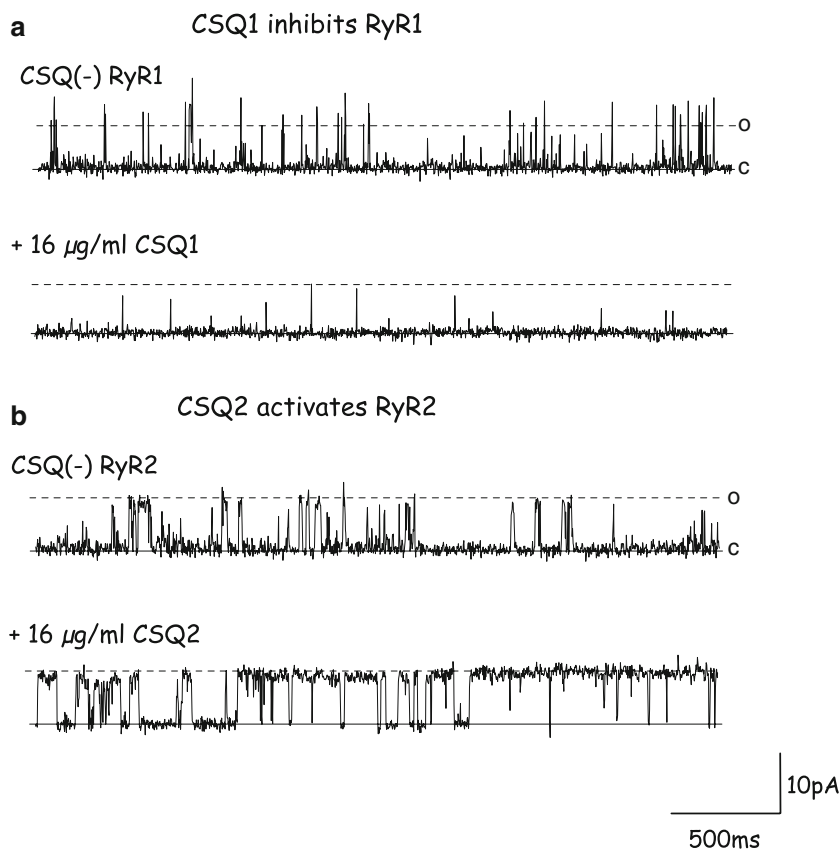 a
CSQ1 inhibits RyR1
CSQ(-) RyR1
o
c
+ 16 µg/ml CSQ1
b
CSQ2 activates RyR2
CSQ(-) RyR2
o
c
+ 16 µg/ml CSQ2
10pA
500ms